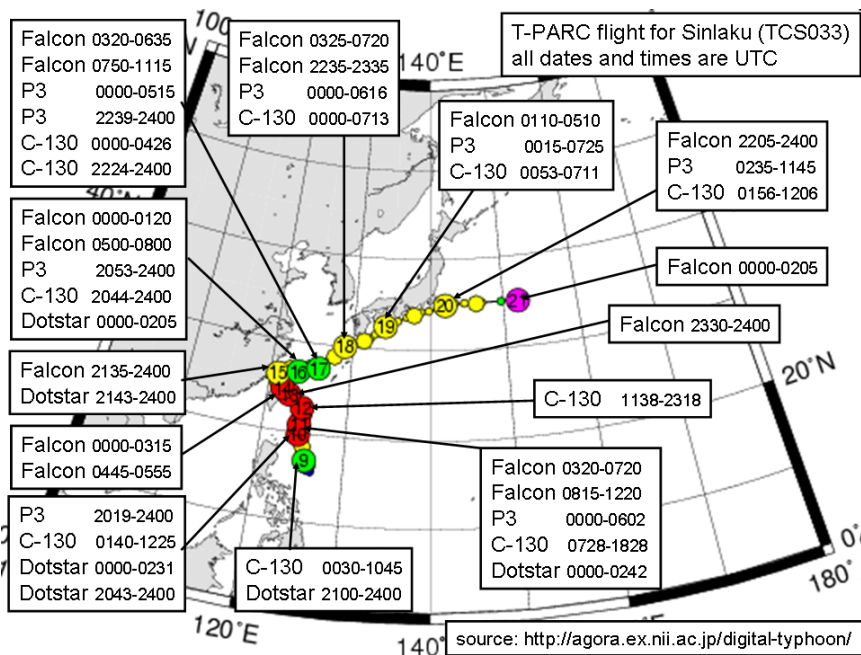 T-PARC flight for Sinlaku (TCS033)
all dates and times are UTC
Falcon 0320-0635
Falcon 0750-1115
P3 0000-0515
P3 2239-2400
C-130 0000-0426
C-130 2224-2400
Falcon 0325-0720
Falcon 2235-2335
P3 0000-0616
C-130 0000-0713
Falcon 0110-0510
P3 0015-0725
C-130 0053-0711
Falcon 2205-2400
P3 0235-1145
C-130 0156-1206
Falcon 0000-0120
Falcon 0500-0800
P3 2053-2400
C-130 2044-2400
Dotstar 0000-0205
Falcon 0000-0205
Falcon 2330-2400
Falcon 2135-2400
Dotstar 2143-2400
C-130 1138-2318
Falcon 0000-0315
Falcon 0445-0555
Falcon 0320-0720
Falcon 0815-1220
P3 0000-0602
C-130 0728-1828
Dotstar 0000-0242
P3 2019-2400
C-130 0140-1225
Dotstar 0000-0231
Dotstar 2043-2400
C-130 0030-1045
Dotstar 2100-2400
140°E
40°N
20°N
21
20
19
18
17
16
15
12
10
9
180°
120°E
140°
source: http://agora.ex.nii.ac.jp/digital-typhoon/